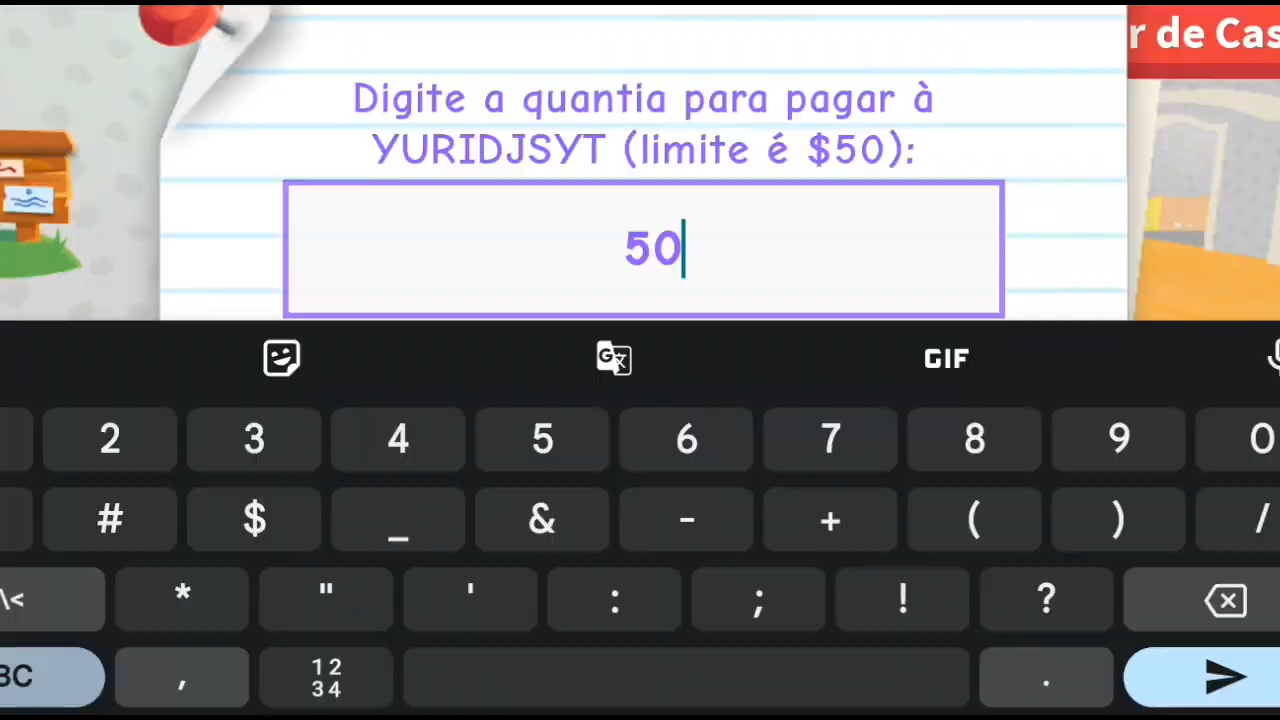 r de Cas
Digite a quantia para pagar à
YURIDJSYT (limite é $50):
50
GIF
2 3 4 5 6 7 8 9 0
# $ _ & - + ( ) /
\< * " ' : ; ! ?
BC , 12 34 .